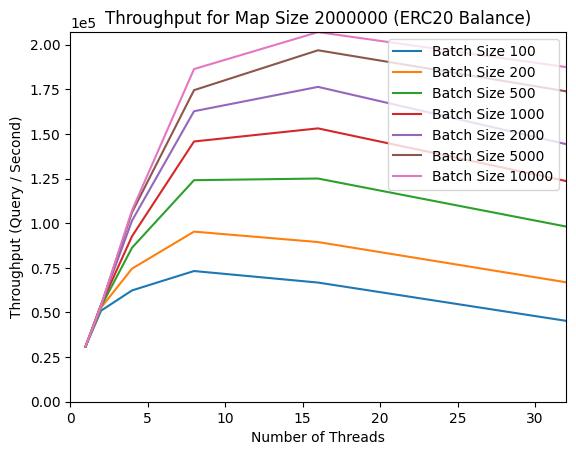 Throughput for Map Size 2000000 (ERC20 Balance)
1e5
2.00
1.75
1.50
1.25
1.00
0.75
0.50
0.25
0.00
Throughput (Query / Second)
Batch Size 100
Batch Size 200
Batch Size 500
Batch Size 1000
Batch Size 2000
Batch Size 5000
Batch Size 10000
0 5 10 15 20 25 30
Number of Threads